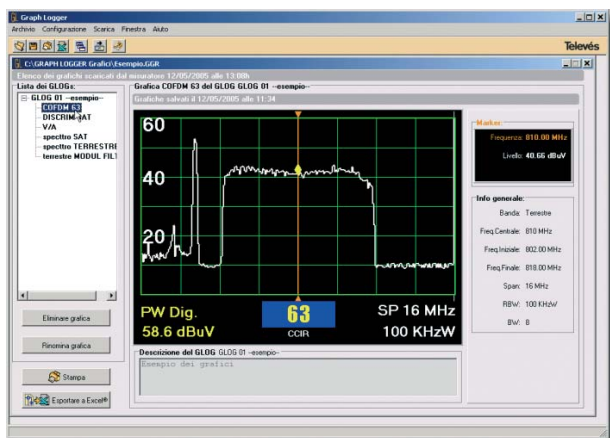 Graph Logger
Archivio Configurazione Scarica Finestra Aiuto
Televés
C:\GRAPH LOGGER Grafici\Esempio.GGR
Elenco dei grafichi scaricati dal misuratore 12/05/2005 alle 13:08h
Lista dei GLOGs:
GLOG 01 --esempio--
COFDM 63
V/A
specttro SAT
specttro TERRESTRE
terrestre MODUL FIL
Eliminare grafica
Rinomina grafica
Stampa
Esportare a Excel®
Grafica COFDM 63 del GLOG GLOG 01 --esempio--
Grafiche salvati il 12/05/2005 alle 11:34
60
40
20
PW Dig.
58.6 dBuV
63
CCIR
SP 16 MHz
100 KHzW
Descrizione del GLOG GLOG 01 --esempio--
Esempio dei grafici
Marker:
Frequenza: 810.00 MHz
Livello: 40.66 dBuV
Info generale:
Banda: Terrestre
Freq.Centrale: 810 MHz
Freq.Iniziale: 802.00 MHz
Freq.Finale: 818.00 MHz
Span: 16 MHz
RBW: 100 KHzW
BW: 8